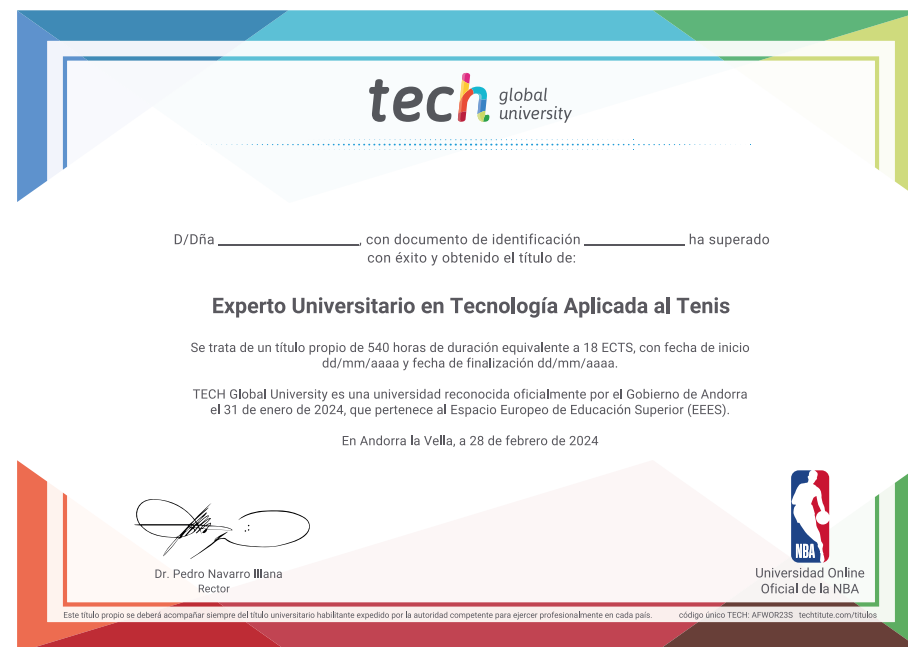 tech global university
D/Dña ____________________, con documento de identificación ______________ ha superado
con éxito y obtenido el título de:
Experto Universitario en Tecnología Aplicada al Tenis
Se trata de un título propio de 540 horas de duración equivalente a 18 ECTS, con fecha de inicio
dd/mm/aaaa y fecha de finalización dd/mm/aaaa.
TECH Global University es una universidad reconocida oficialmente por el Gobierno de Andorra
el 31 de enero de 2024, que pertenece al Espacio Europeo de Educación Superior (EEES).
En Andorra la Vella, a 28 de febrero de 2024
Dr. Pedro Navarro Illana
Rector
NBA
Universidad Online
Oficial de la NBA
Este título propio se deberá acompañar siempre del título universitario habilitante expedido por la autoridad competente para ejercer profesionalmente en cada país. código único TECH: AFWOR23S techtitute.com/titulos